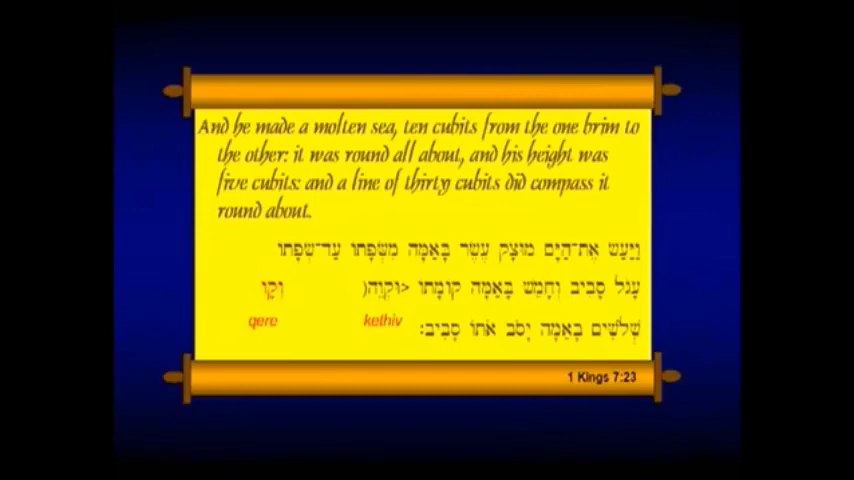 And he made a molten sea, ten cubits from the one brim to
the other: it was round all about, and his height was
five cubits: and a line of thirty cubits did compass it
round about.
וַיַּעַשׂ אֶת־הַיָּם מוּצָק עֶשֶׂר בָּאַמָּה מִשְּׂפָתוֹ עַד־שְׂפָתוֹ
עָגֹל סָבִיב וְחָמֵשׁ בָּאַמָּה קוֹמָתוֹ <וּקְוֵה( וְקָו
qere kethiv
שְׁלֹשִׁים בָּאַמָּה יָסֹב אֹתוֹ סָבִיב׃
1 Kings 7:23